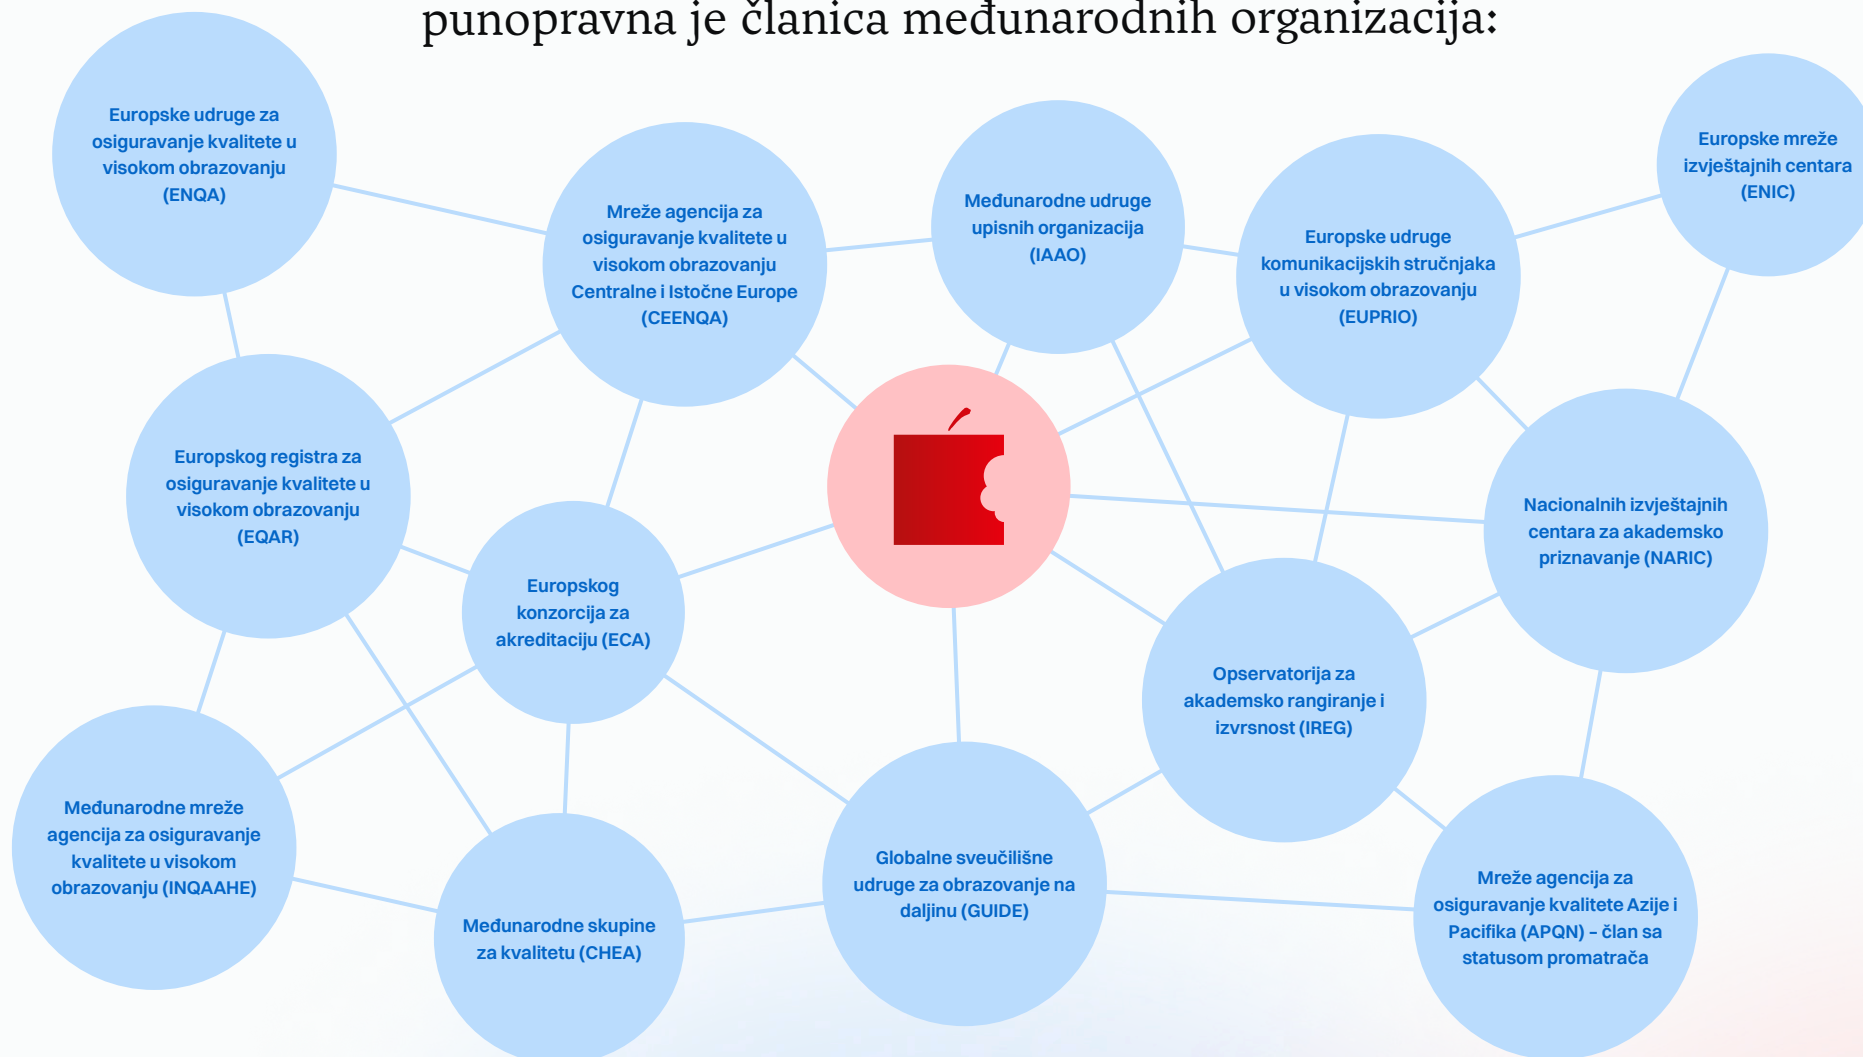 punopravna je članica međunarodnih organizacija:
Europske udruge za
osiguravanje kvalitete u
visokom obrazovanju
(ENQA)
Mreže agencija za
osiguravanje kvalitete u
visokom obrazovanju
Centralne i Istočne Europe
(CEENQA)
Međunarodne udruge
upisnih organizacija
(IAAO)
Europske udruge
komunikacijskih stručnjaka
u visokom obrazovanju
(EUPRIO)
Europske mreže
izvještajnih centara
(ENIC)
Europskog registra za
osiguravanje kvalitete u
visokom obrazovanju
(EQAR)
Europskog
konzorcija za
akreditaciju (ECA)
Nacionalnih izvještajnih
centara za akademsko
priznavanje (NARIC)
Opservatorija za
akademsko rangiranje i
izvrsnost (IREG)
Međunarodne mreže
agencija za osiguravanje
kvalitete u visokom
obrazovanju (INQAAHE)
Međunarodne skupine
za kvalitetu (CHEA)
Globalne sveučilišne
udruge za obrazovanje na
daljinu (GUIDE)
Mreže agencija za
osiguravanje kvalitete Azije i
Pacifika (APQN) – član sa
statusom promatrača